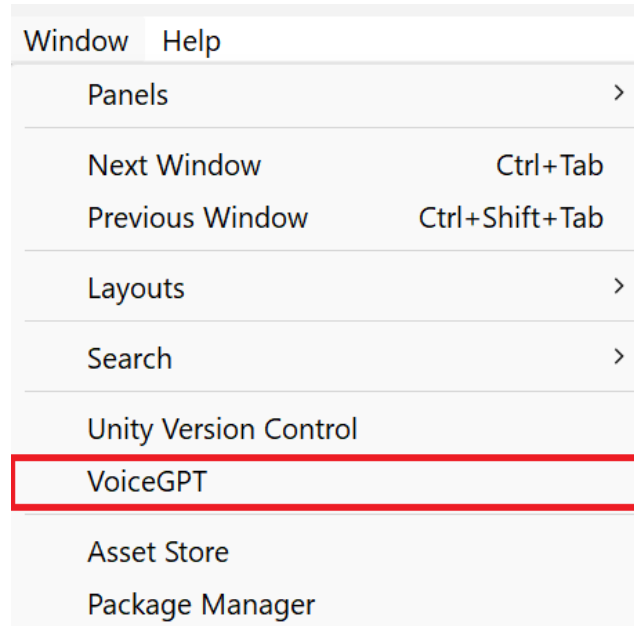 Window Help
Panels
Next Window Ctrl+Tab
Previous Window Ctrl+Shift+Tab
Layouts
Search
Unity Version Control
VoiceGPT
Asset Store
Package Manager